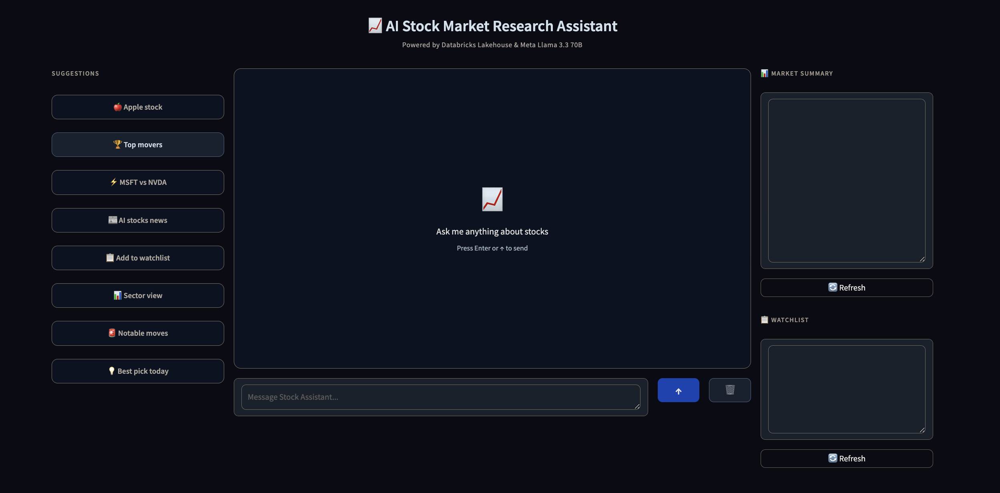 AI Stock Market Research Assistant
Powered by Databricks Lakehouse & Meta Llama 3.3 70B
SUGGESTIONS
Apple stock
Top movers
MSFT vs NVDA
AI stocks news
Add to watchlist
Sector view
Notable moves
Best pick today
Ask me anything about stocks
Press Enter or ↑ to send
Message Stock Assistant...
↑
MARKET SUMMARY
Refresh
WATCHLIST
Refresh